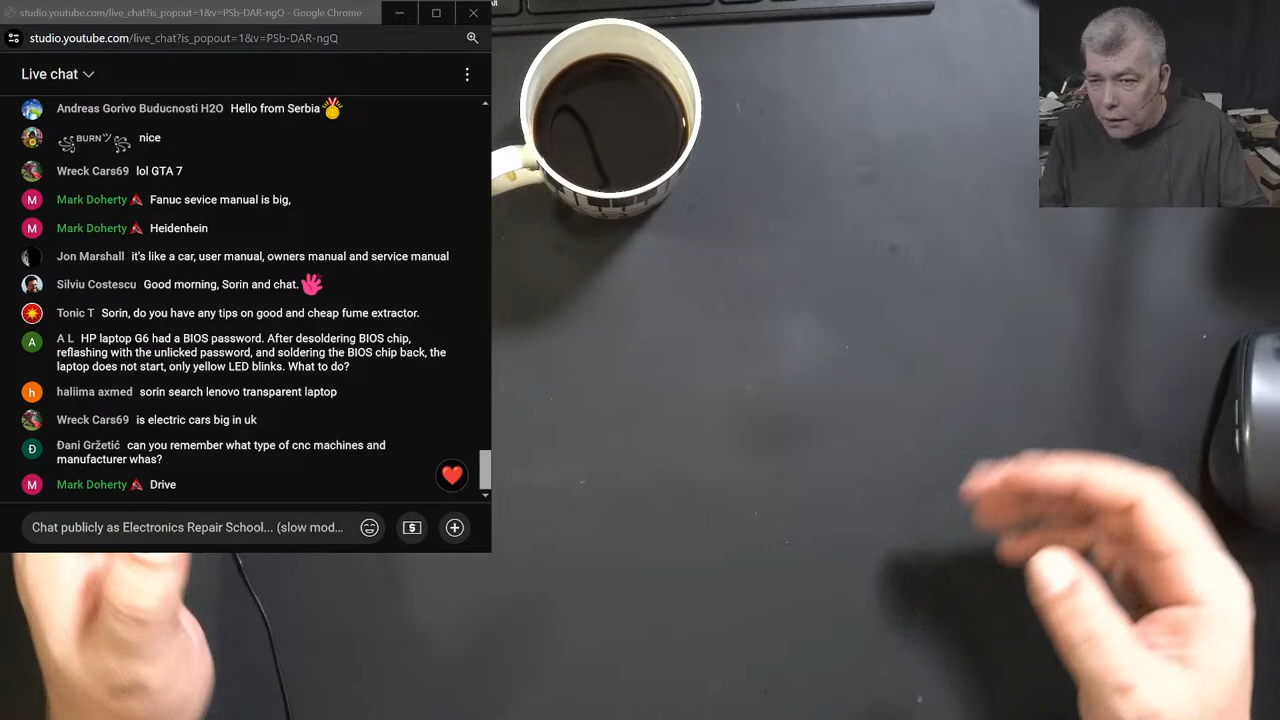 studio.youtube.com/live_chat?is_popout=1&v=PSb-DAR-ngQ - Google Chrome
studio.youtube.com/live_chat?is_popout=1&v=PSb-DAR-ngQ
Live chat
Andreas Gorivo Buducnosti H2O Hello from Serbia
꧁BURNツ꧂ nice
Wreck Cars69 lol GTA 7
Mark Doherty Fanuc sevice manual is big,
Mark Doherty Heidenhein
Jon Marshall it's like a car, user manual, owners manual and service manual
Silviu Costescu Good morning, Sorin and chat.
Tonic T Sorin, do you have any tips on good and cheap fume extractor.
A L HP laptop G6 had a BIOS password. After desoldering BIOS chip,
reflashing with the unlicked password, and soldering the BIOS chip back, the
laptop does not start, only yellow LED blinks. What to do?
haliima axmed sorin search lenovo transparent laptop
Wreck Cars69 is electric cars big in uk
Đani Gržetić can you remember what type of cnc machines and
manufacturer whas?
Mark Doherty Drive
Chat publicly as Electronics Repair School... (slow mod...